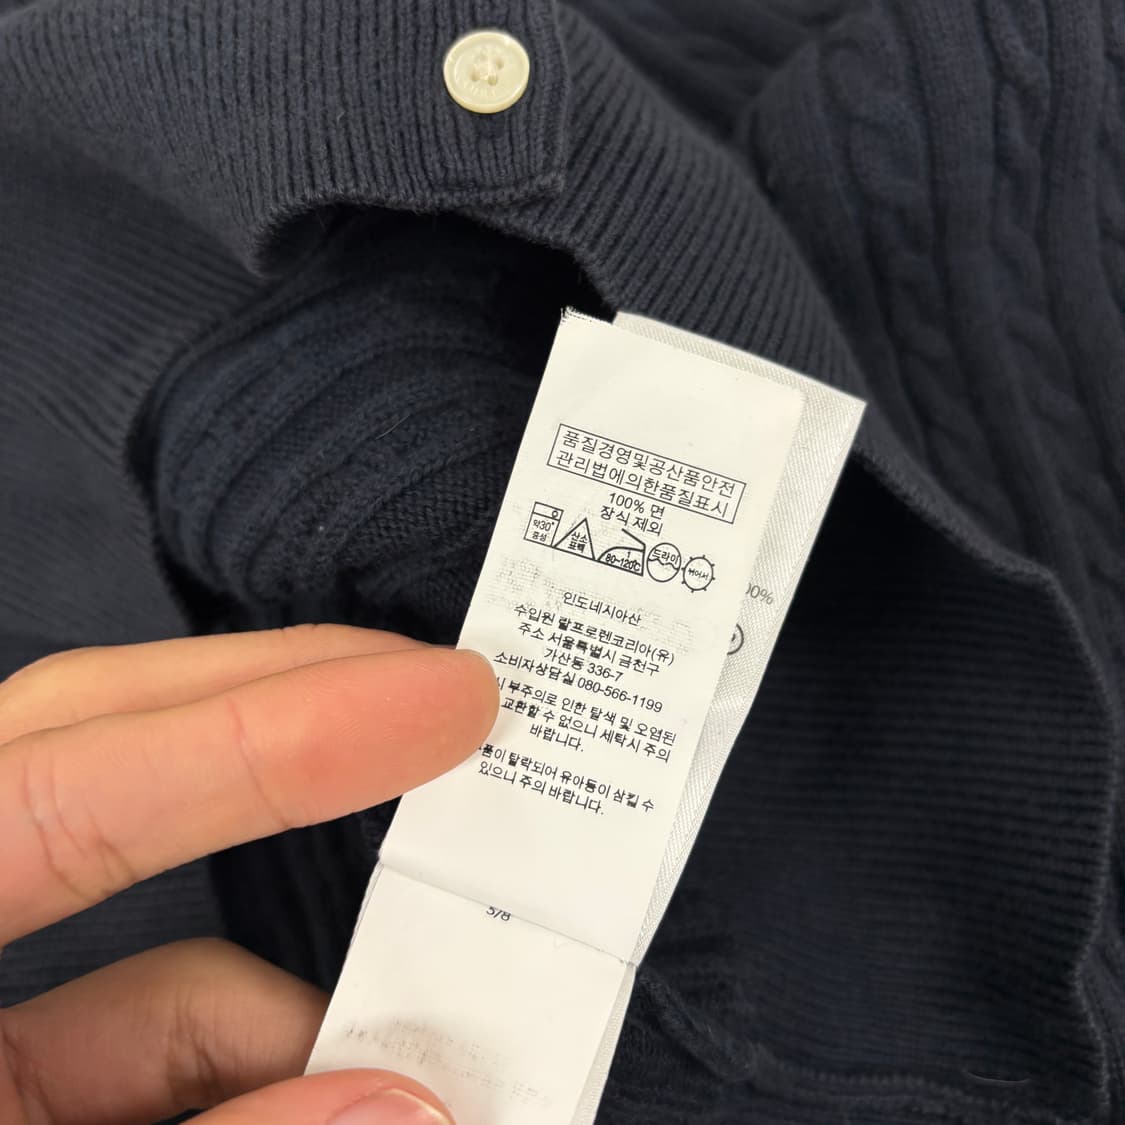 품질경영및공산품안전
관리법에의한품질표시
100% 면
장식 제외
약30°
중성
산소
표백
1
80~120℃
드라이
뉘어서
인도네시아산
수입원 랄프로렌코리아(유)
주소 서울특별시 금천구
가산동 336-7
소비자상담실 080-566-1199
부주의로 인한 탈색 및 오염된
교환할 수 없으니 세탁시 주의
바랍니다.
탈락되어 유아등이 삼킬 수
있으니 주의 바랍니다.
5/8